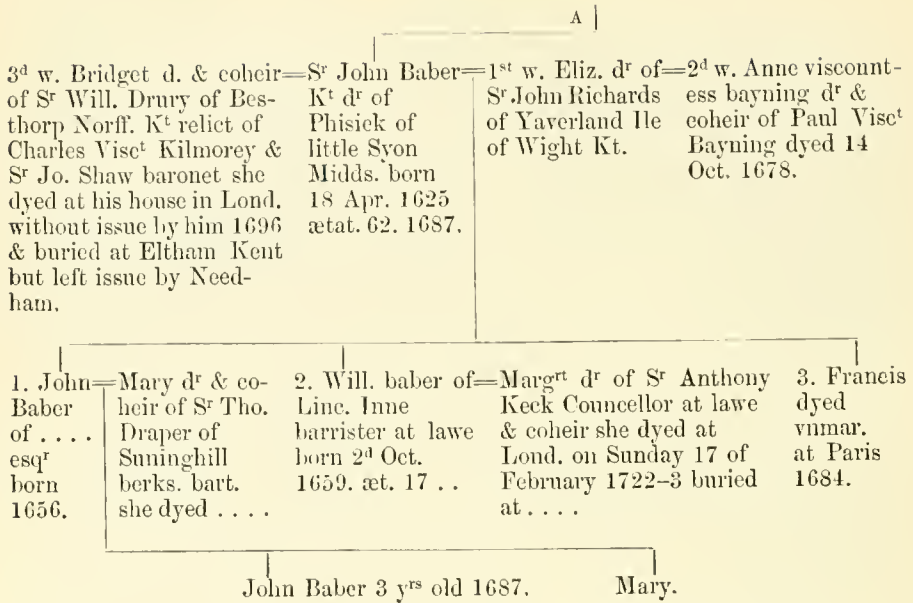 A
3ᵈ w. Bridget d. & coheir=
of Sʳ Will. Drury of Bes-
thorp Norff. Kᵗ relict of
Charles Viscᵗ Kilmorey &
Sʳ Jo. Shaw baronet she
dyed at his house in Lond.
without issue by him 1696
& buried at Eltham Kent
but left issue by Need-
ham.
Sʳ John Baber=
Kᵗ dʳ of
Phisick of
little Syon
Midds. born
18 Apr. 1625
ætat. 62. 1687.
1ˢᵗ w. Eliz. dʳ of=
Sʳ John Richards
of Yaverland Ile
of Wight Kt.
2ᵈ w. Anne viscount-
ess bayning dʳ &
coheir of Paul Viscᵗ
Bayning dyed 14
Oct. 1678.
1. John=
Baber
of . . . .
esqʳ
born
1656.
Mary dʳ & co-
heir of Sʳ Tho.
Draper of
Suninghill
berks. bart.
she dyed . . . .
2. Will. baber of=
Linc. Inne
barrister at lawe
born 2ᵈ Oct.
1659. æt. 17 . .
Margʳᵗ dʳ of Sʳ Anthony
Keck Councellor at lawe
& coheir she dyed at
Lond. on Sunday 17 of
February 1722–3 buried
at . . . .
3. Francis
dyed
vnmar.
at Paris
1684.
John Baber 3 yʳˢ old 1687.
Mary.